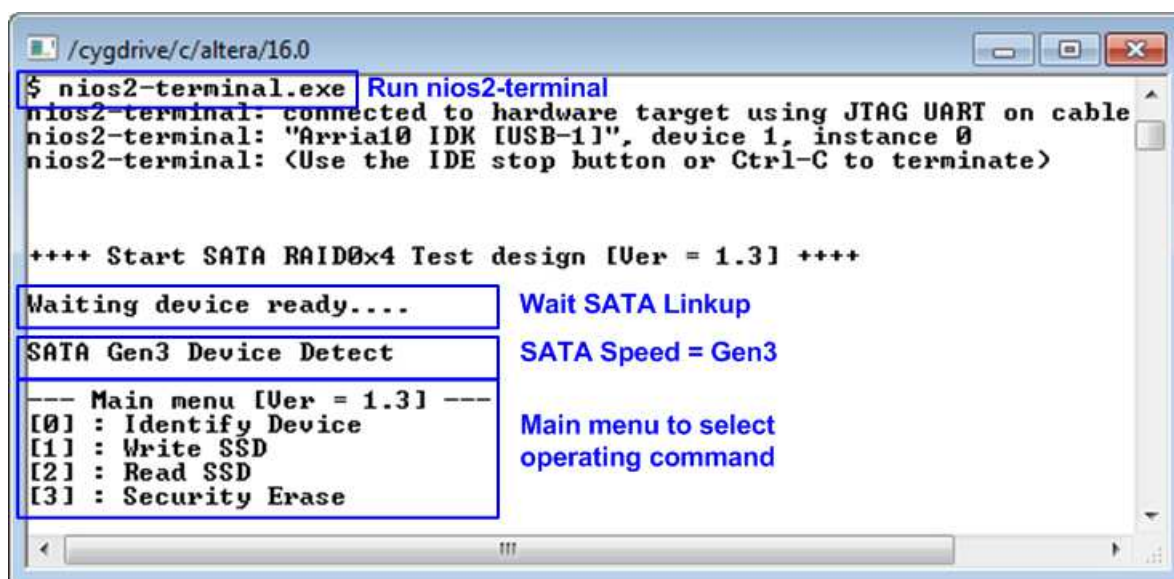 /cygdrive/c/altera/16.0
$ nios2-terminal.exe Run nios2-terminal
nios2-terminal: connected to hardware target using JTAG UART on cable
nios2-terminal: "Arria10 IDK [USB-1]", device 1, instance 0
nios2-terminal: (Use the IDE stop button or Ctrl-C to terminate)
++++ Start SATA RAID0x4 Test design [Ver = 1.3] ++++
Waiting device ready.... Wait SATA Linkup
SATA Gen3 Device Detect SATA Speed = Gen3
--- Main menu [Ver = 1.3] ---
[0] : Identify Device
[1] : Write SSD
[2] : Read SSD
[3] : Security Erase
Main menu to select
operating command